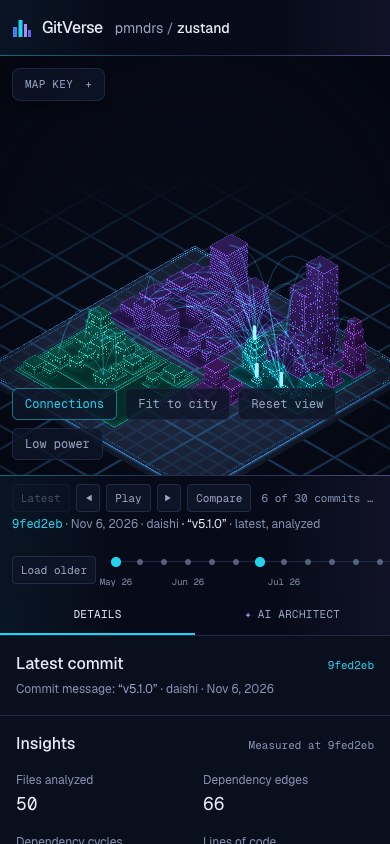 GitVerse pmndrs / zustand
MAP KEY +
Connections Fit to city Reset view
Low power
Latest ◄ Play ► Compare 6 of 30 commits …
9fed2eb · Nov 6, 2026 · daishi · “v5.1.0” · latest, analyzed
Load older
May 26 Jun 26 Jul 26
DETAILS ✦ AI ARCHITECT
Latest commit 9fed2eb
Commit message: “v5.1.0” · daishi · Nov 6, 2026
Insights Measured at 9fed2eb
Files analyzed Dependency edges
50 66
Dependency cycles Lines of code